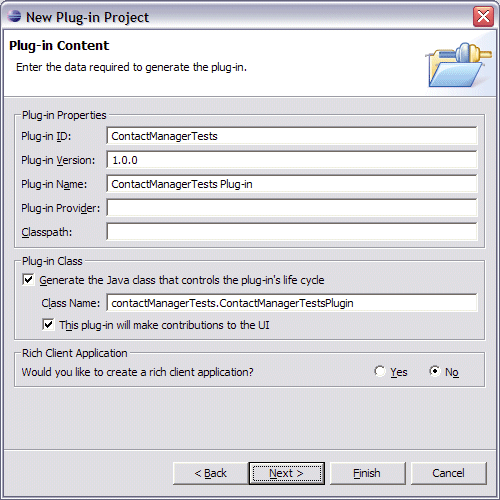 New Plug-in Project
Plug-in Content
Enter the data required to generate the plug-in.
Plug-in Properties
Plug-in ID: ContactManagerTests
Plug-in Version: 1.0.0
Plug-in Name: ContactManagerTests Plug-in
Plug-in Provider:
Classpath:
Plug-in Class
Generate the Java class that controls the plug-in's life cycle
Class Name: contactManagerTests.ContactManagerTestsPlugin
This plug-in will make contributions to the UI
Rich Client Application
Would you like to create a rich client application? Yes No
< Back Next > Finish Cancel